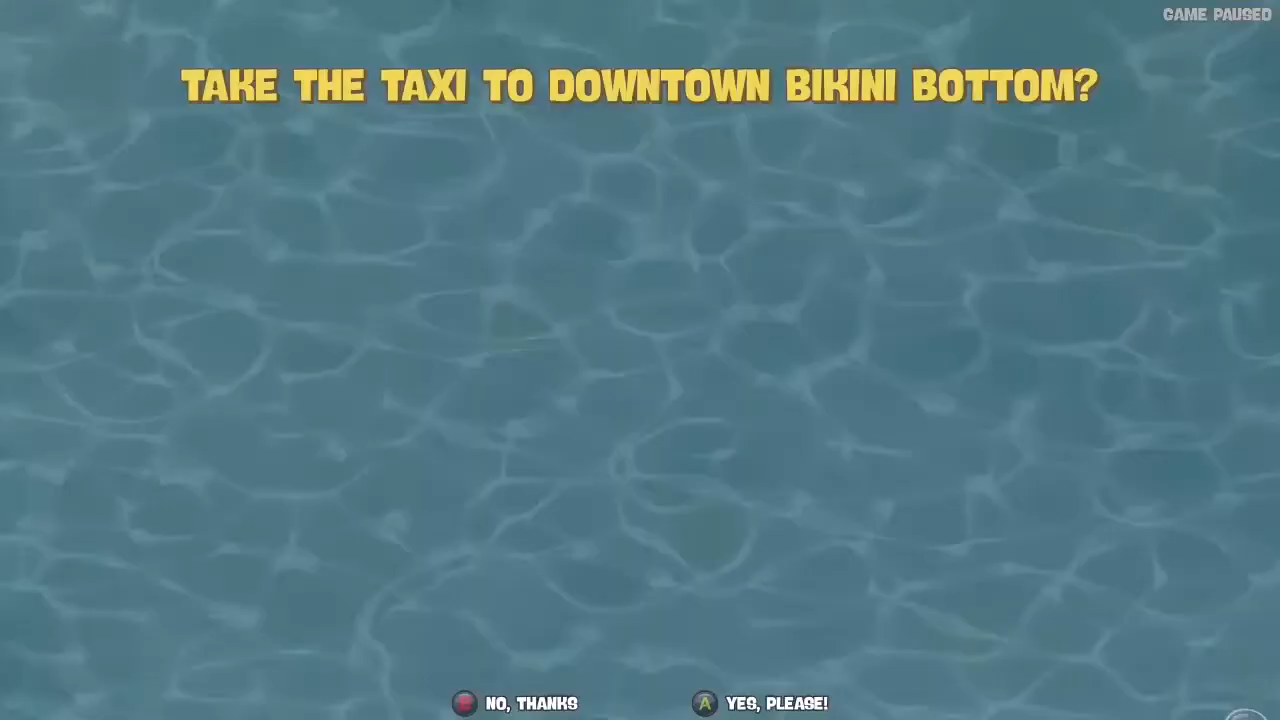 GAME PAUSED
TAKE THE TAXI TO DOWNTOWN BIKINI BOTTOM?
B NO, THANKS
A YES, PLEASE!